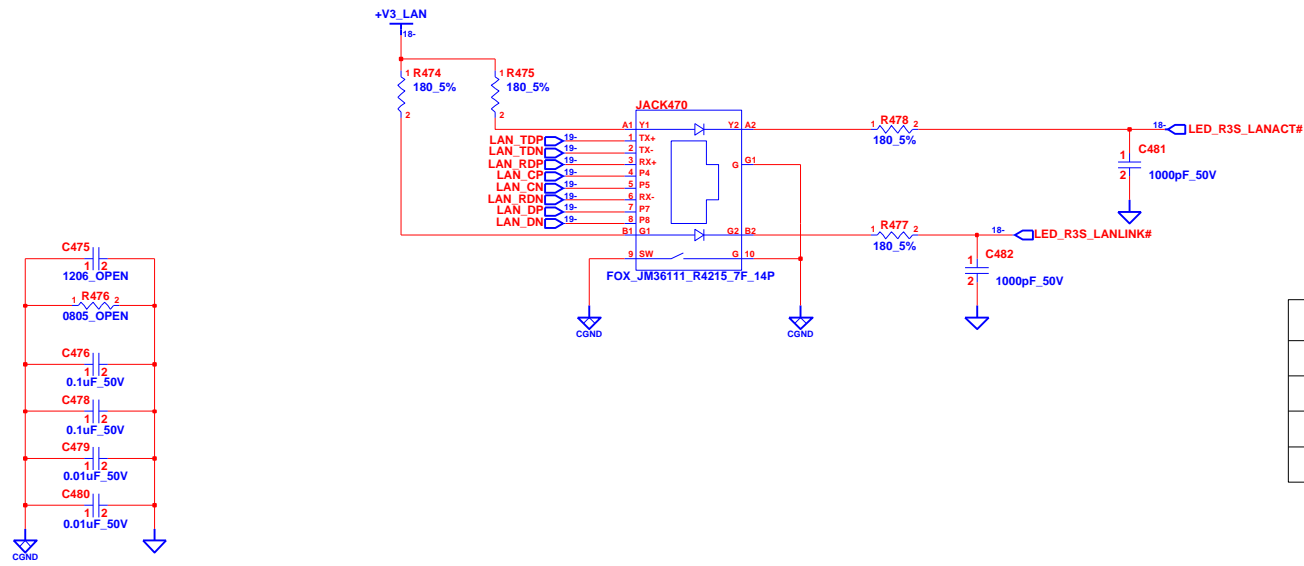 +V3_LAN
18-
1 R474
180_5%
2
1 R475
180_5%
2
JACK470
A1 Y1 Y2 A2
LAN_TDP 19- 1 TX+
LAN_TDN 19- 2 TX-
LAN_RDP 19- 3 RX+
LAN_CP 19- 4 P4
LAN_CN 19- 5 P5
LAN_RDN 19- 6 RX-
LAN_DP 19- 7 P7
LAN_DN 19- 8 P8
G G1
B1 G1 G2 B2
9 SW G 10
FOX_JM36111_R4215_7F_14P
CGND
CGND
R478
1 2
180_5%
18- LED_R3S_LANACT#
C481
1
2
1000pF_50V
R477
1 2
180_5%
18- LED_R3S_LANLINK#
C482
1
2
1000pF_50V
C475
1 2
1206_OPEN
R476
1 2
0805_OPEN
C476
1 2
0.1uF_50V
C478
1 2
0.1uF_50V
C479
1 2
0.01uF_50V
C480
1 2
0.01uF_50V
CGND